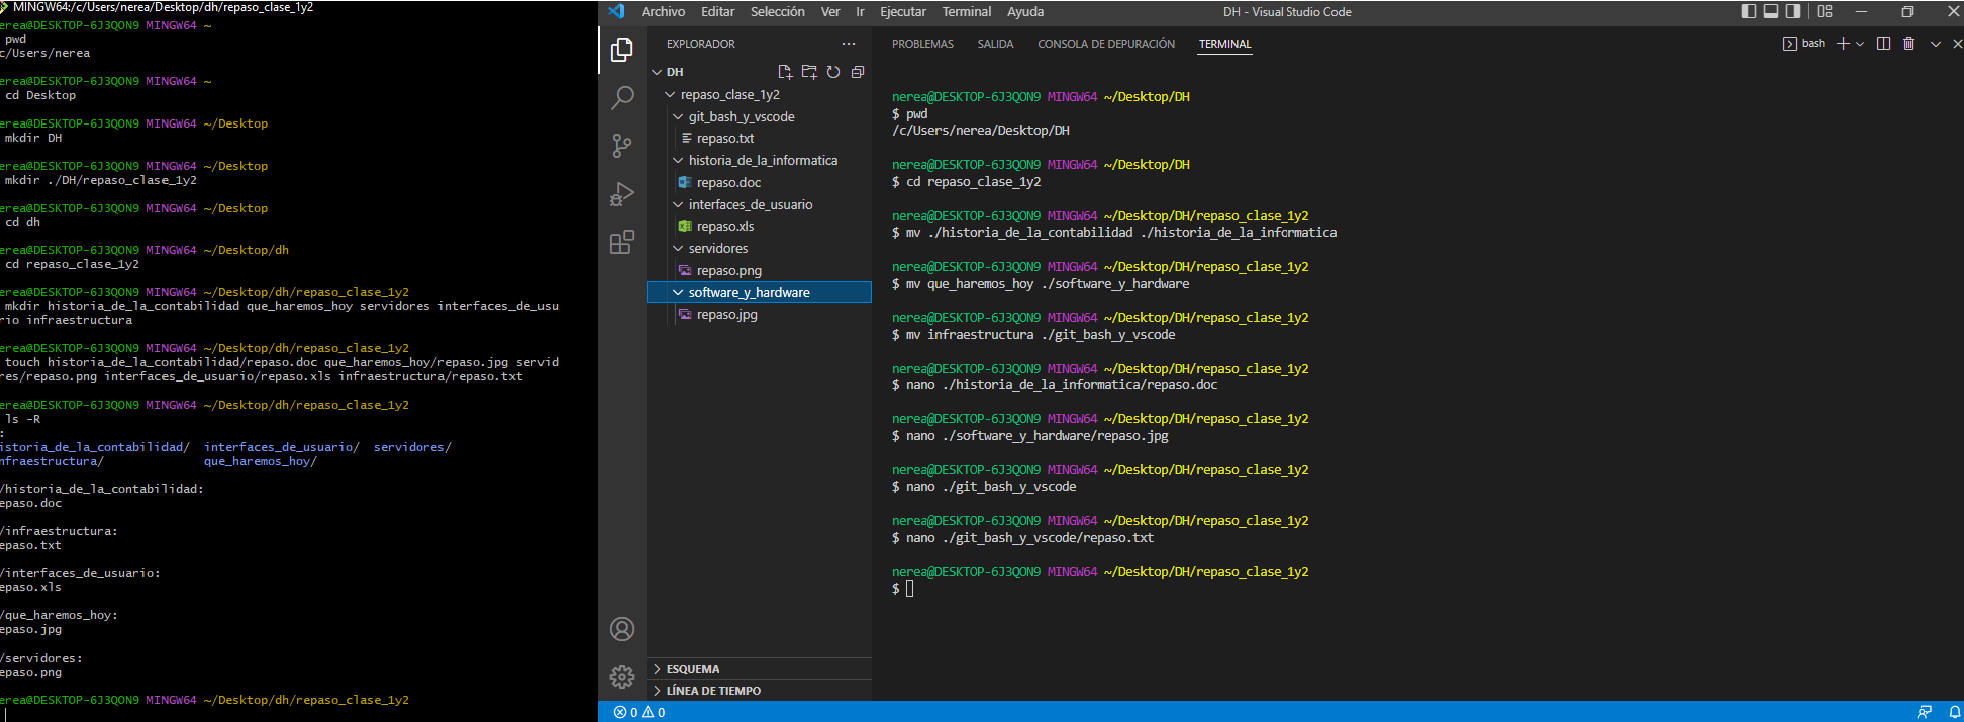 MINGW64:/c/Users/nerea/Desktop/dh/repaso_clase_1y2
erea@DESKTOP-6J3QON9 MINGW64 ~
pwd
c/Users/nerea
erea@DESKTOP-6J3QON9 MINGW64 ~
cd Desktop
erea@DESKTOP-6J3QON9 MINGW64 ~/Desktop
mkdir DH
erea@DESKTOP-6J3QON9 MINGW64 ~/Desktop
mkdir ./DH/repaso_clase_1y2
erea@DESKTOP-6J3QON9 MINGW64 ~/Desktop
cd dh
erea@DESKTOP-6J3QON9 MINGW64 ~/Desktop/dh
cd repaso_clase_1y2
erea@DESKTOP-6J3QON9 MINGW64 ~/Desktop/dh/repaso_clase_1y2
mkdir historia_de_la_contabilidad que_haremos_hoy servidores interfaces_de_usu
rio infraestructura
erea@DESKTOP-6J3QON9 MINGW64 ~/Desktop/dh/repaso_clase_1y2
touch historia_de_la_contabilidad/repaso.doc que_haremos_hoy/repaso.jpg servid
res/repaso.png interfaces_de_usuario/repaso.xls infraestructura/repaso.txt
erea@DESKTOP-6J3QON9 MINGW64 ~/Desktop/dh/repaso_clase_1y2
ls -R
:
istoria_de_la_contabilidad/ interfaces_de_usuario/ servidores/
nfraestructura/ que_haremos_hoy/
/historia_de_la_contabilidad:
epaso.doc
/infraestructura:
epaso.txt
/interfaces_de_usuario:
epaso.xls
/que_haremos_hoy:
epaso.jpg
/servidores:
epaso.png
erea@DESKTOP-6J3QON9 MINGW64 ~/Desktop/dh/repaso_clase_1y2
Archivo Editar Selección Ver Ir Ejecutar Terminal Ayuda DH - Visual Studio Code
EXPLORADOR ...
DH
repaso_clase_1y2
git_bash_y_vscode
repaso.txt
historia_de_la_informatica
repaso.doc
interfaces_de_usuario
repaso.xls
servidores
repaso.png
software_y_hardware
repaso.jpg
ESQUEMA
LÍNEA DE TIEMPO
PROBLEMAS SALIDA CONSOLA DE DEPURACIÓN TERMINAL bash
nerea@DESKTOP-6J3QON9 MINGW64 ~/Desktop/DH
$ pwd
/c/Users/nerea/Desktop/DH
nerea@DESKTOP-6J3QON9 MINGW64 ~/Desktop/DH
$ cd repaso_clase_1y2
nerea@DESKTOP-6J3QON9 MINGW64 ~/Desktop/DH/repaso_clase_1y2
$ mv ./historia_de_la_contabilidad ./historia_de_la_informatica
nerea@DESKTOP-6J3QON9 MINGW64 ~/Desktop/DH/repaso_clase_1y2
$ mv que_haremos_hoy ./software_y_hardware
nerea@DESKTOP-6J3QON9 MINGW64 ~/Desktop/DH/repaso_clase_1y2
$ mv infraestructura ./git_bash_y_vscode
nerea@DESKTOP-6J3QON9 MINGW64 ~/Desktop/DH/repaso_clase_1y2
$ nano ./historia_de_la_informatica/repaso.doc
nerea@DESKTOP-6J3QON9 MINGW64 ~/Desktop/DH/repaso_clase_1y2
$ nano ./software_y_hardware/repaso.jpg
nerea@DESKTOP-6J3QON9 MINGW64 ~/Desktop/DH/repaso_clase_1y2
$ nano ./git_bash_y_vscode
nerea@DESKTOP-6J3QON9 MINGW64 ~/Desktop/DH/repaso_clase_1y2
$ nano ./git_bash_y_vscode/repaso.txt
nerea@DESKTOP-6J3QON9 MINGW64 ~/Desktop/DH/repaso_clase_1y2
$
0 0